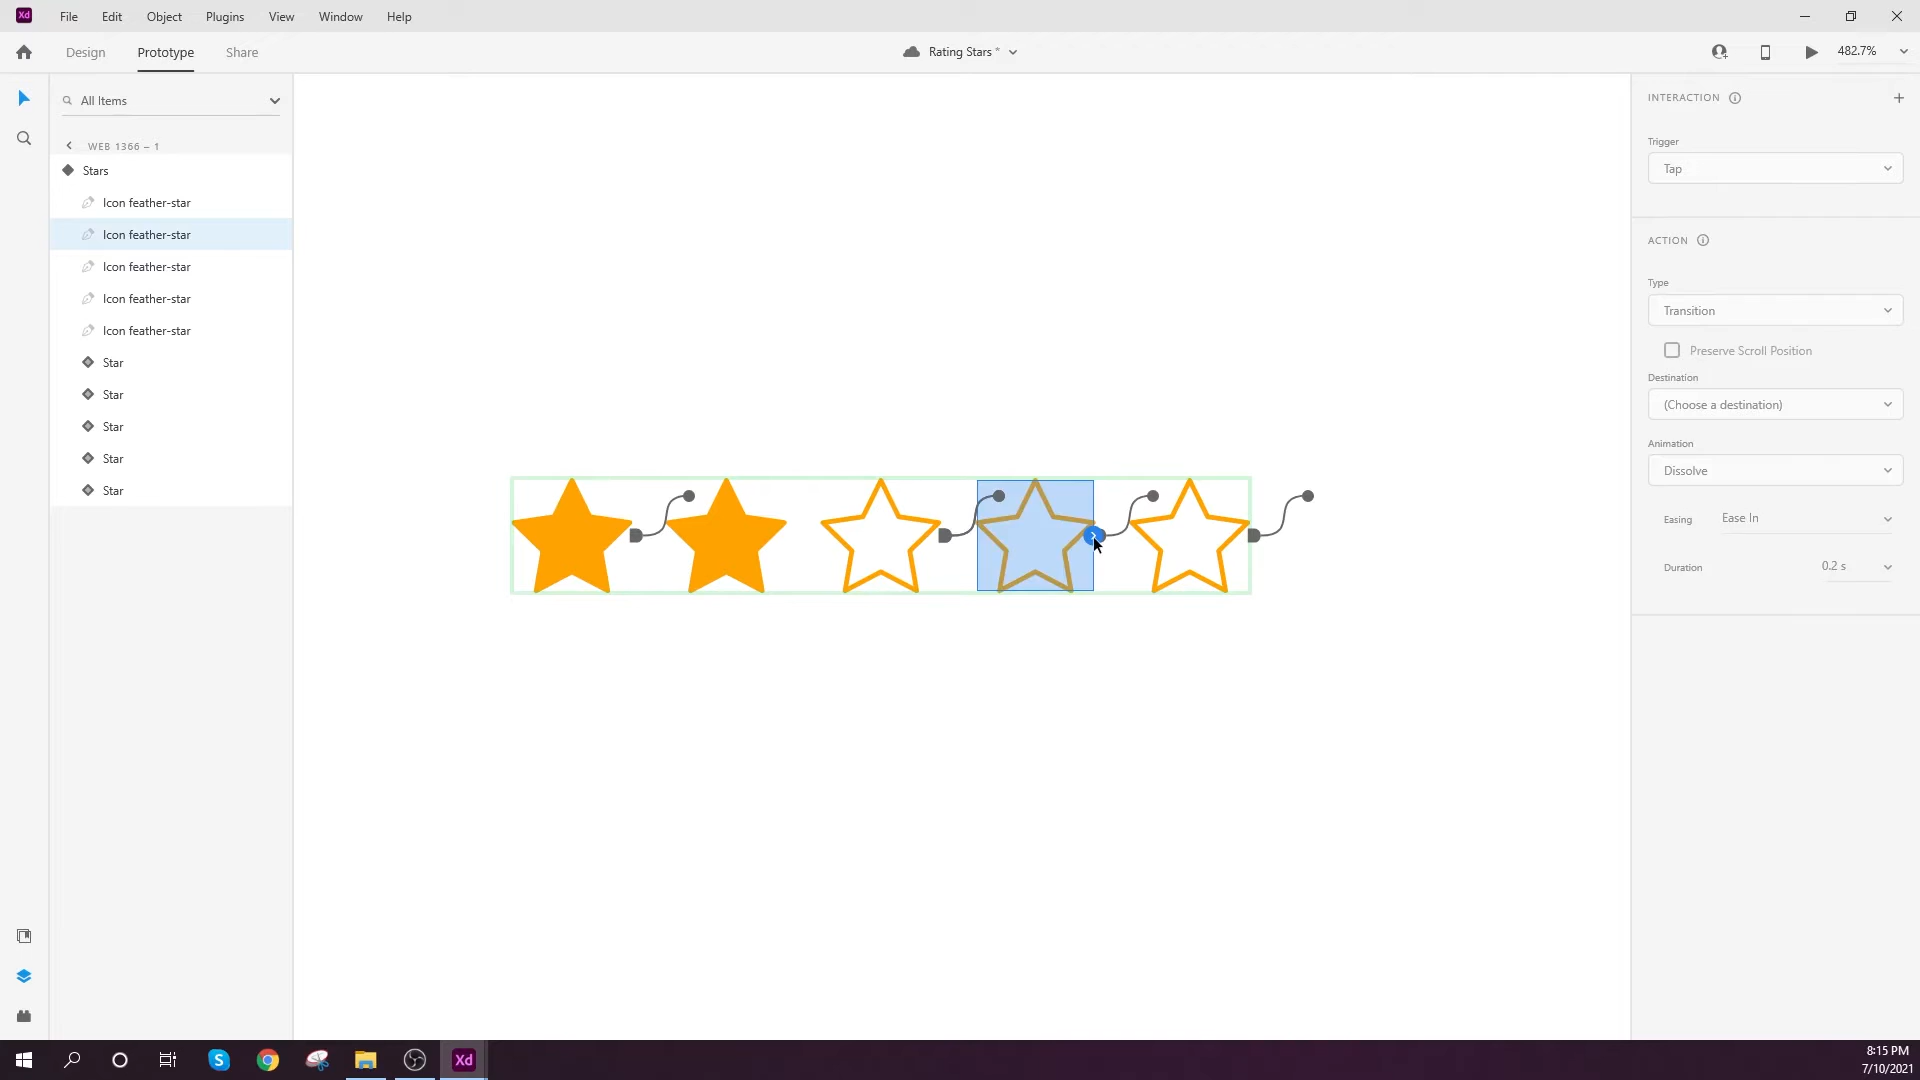 Xd File Edit Object Plugins View Window Help
Design Prototype Share Rating Stars * 482.7%
All Items
WEB 1366 – 1
Stars
Icon feather-star
Icon feather-star
Icon feather-star
Icon feather-star
Icon feather-star
Star
Star
Star
Star
Star
INTERACTION
Trigger
Tap
ACTION
Type
Transition
Preserve Scroll Position
Destination
(Choose a destination)
Animation
Dissolve
Easing Ease In
Duration 0.2 s
S Xd
8:15 PM
7/10/2021